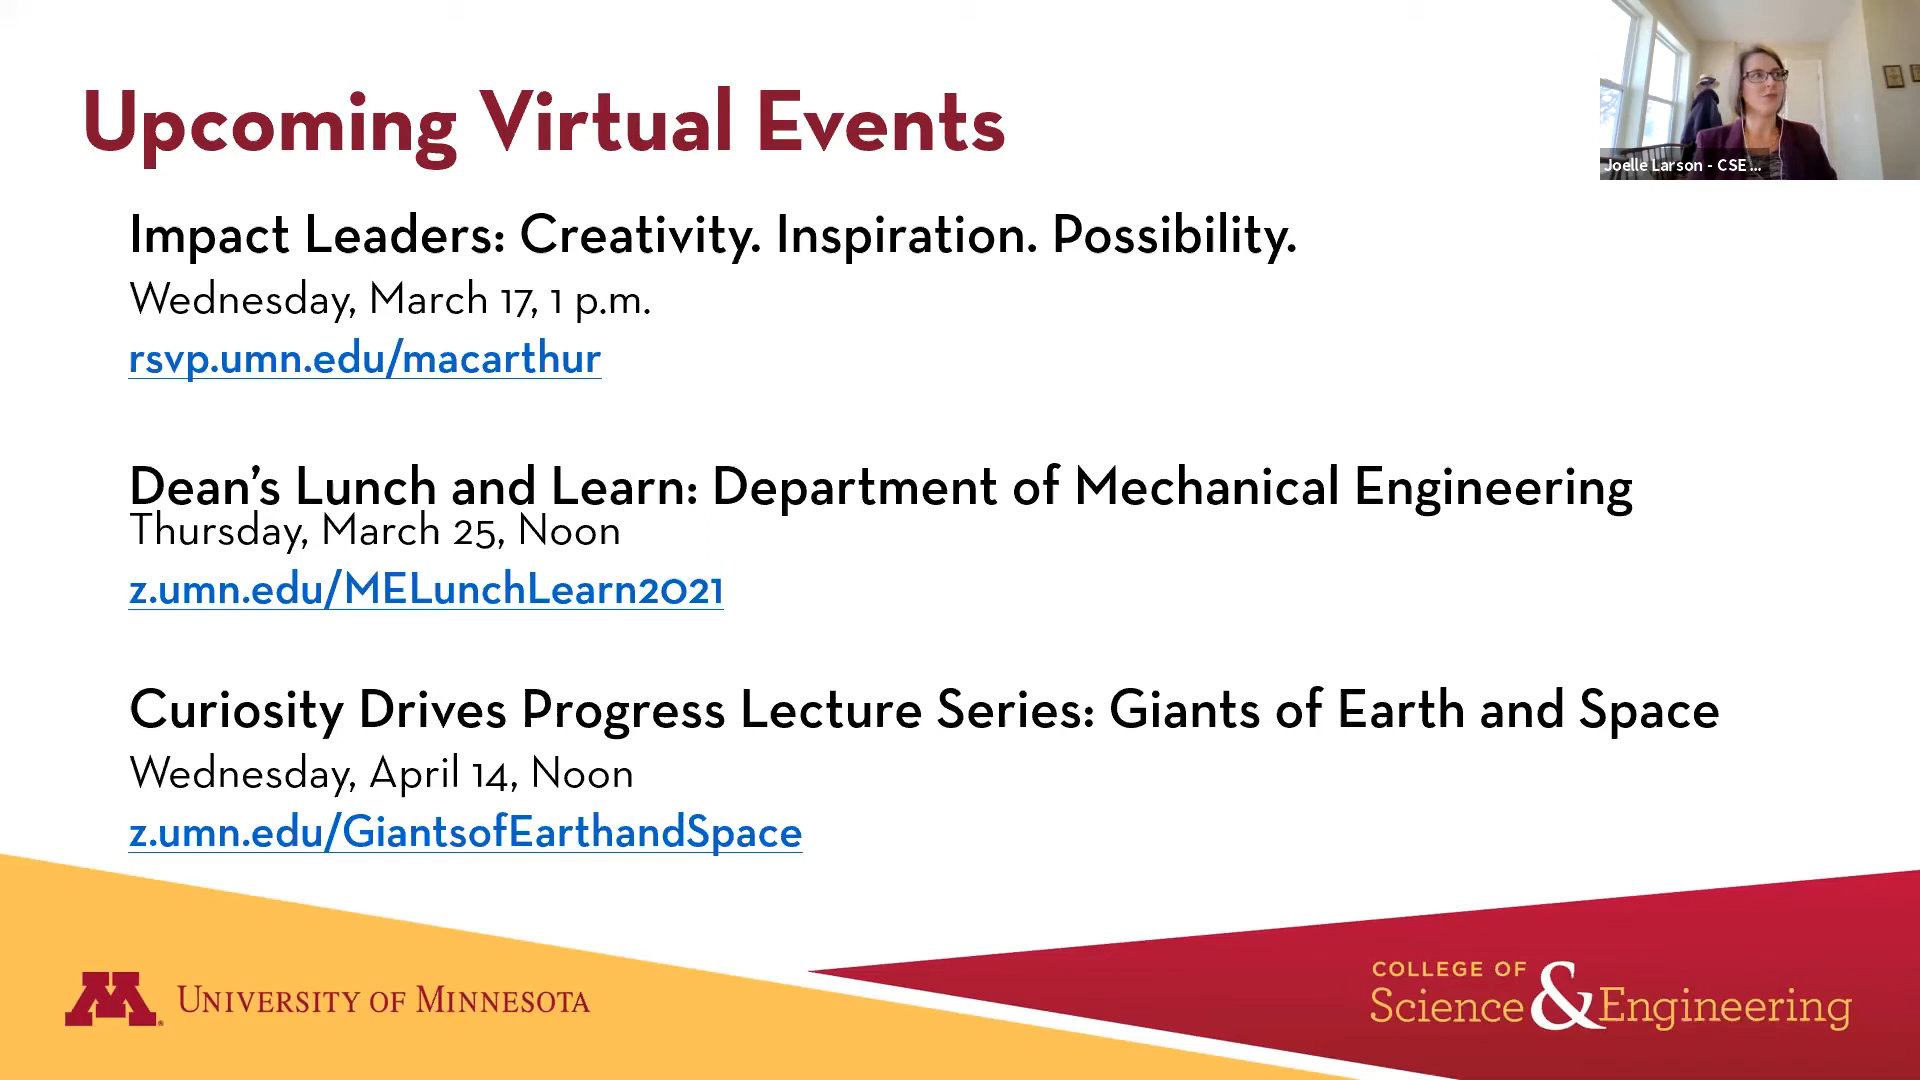 Upcoming Virtual Events
Joelle Larson - CSE ...
Impact Leaders: Creativity. Inspiration. Possibility.
Wednesday, March 17, 1 p.m.
rsvp.umn.edu/macarthur
Dean’s Lunch and Learn: Department of Mechanical Engineering
Thursday, March 25, Noon
z.umn.edu/MELunchLearn2021
Curiosity Drives Progress Lecture Series: Giants of Earth and Space
Wednesday, April 14, Noon
z.umn.edu/GiantsofEarthandSpace
M® UNIVERSITY OF MINNESOTA
COLLEGE OF
Science & Engineering